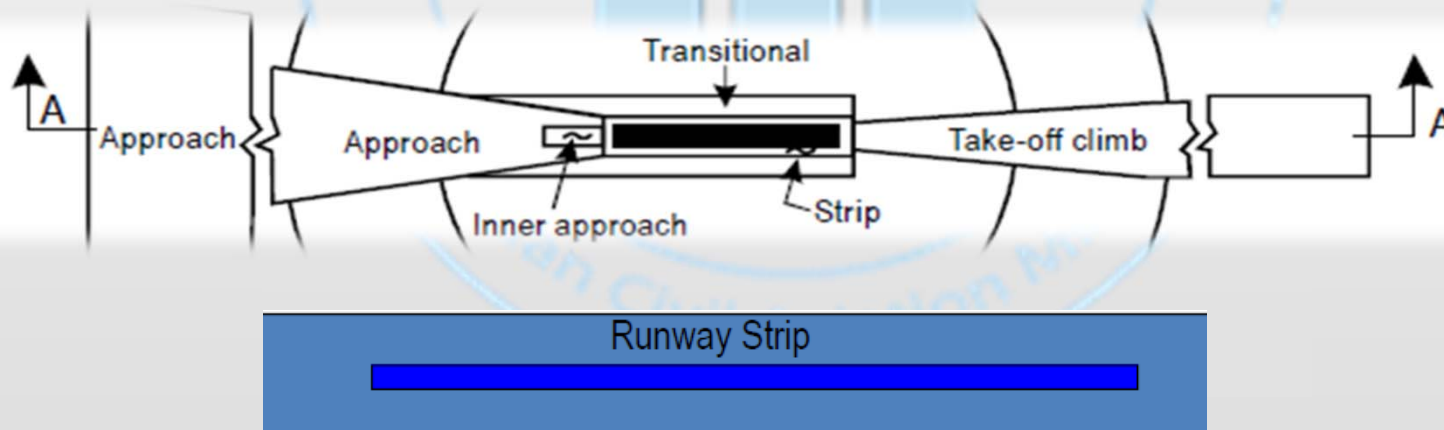 Transitional
A
A
Approach
Approach
Take-off climb
Inner approach
Strip
Runway Strip